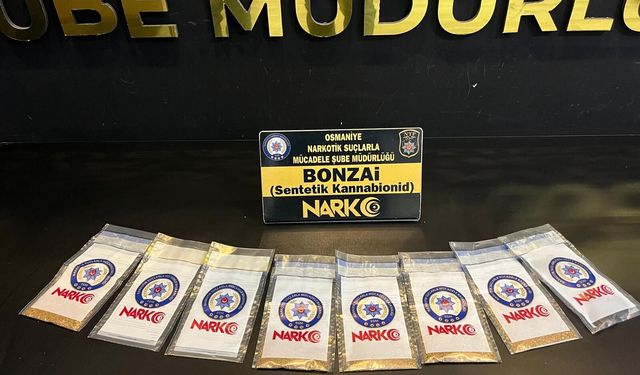 ŞUBE MÜDÜRLÜ
OSMANİYE
NARKOTİK SUÇLARLA
MÜCADELE ŞUBE MÜDÜRLÜĞÜ
BONZAİ
(Sentetik Kannabionid)
NARKO
NARKO
NARKO
NARKO
NARKO
NARKO
NARKO
NARKO
NARKO